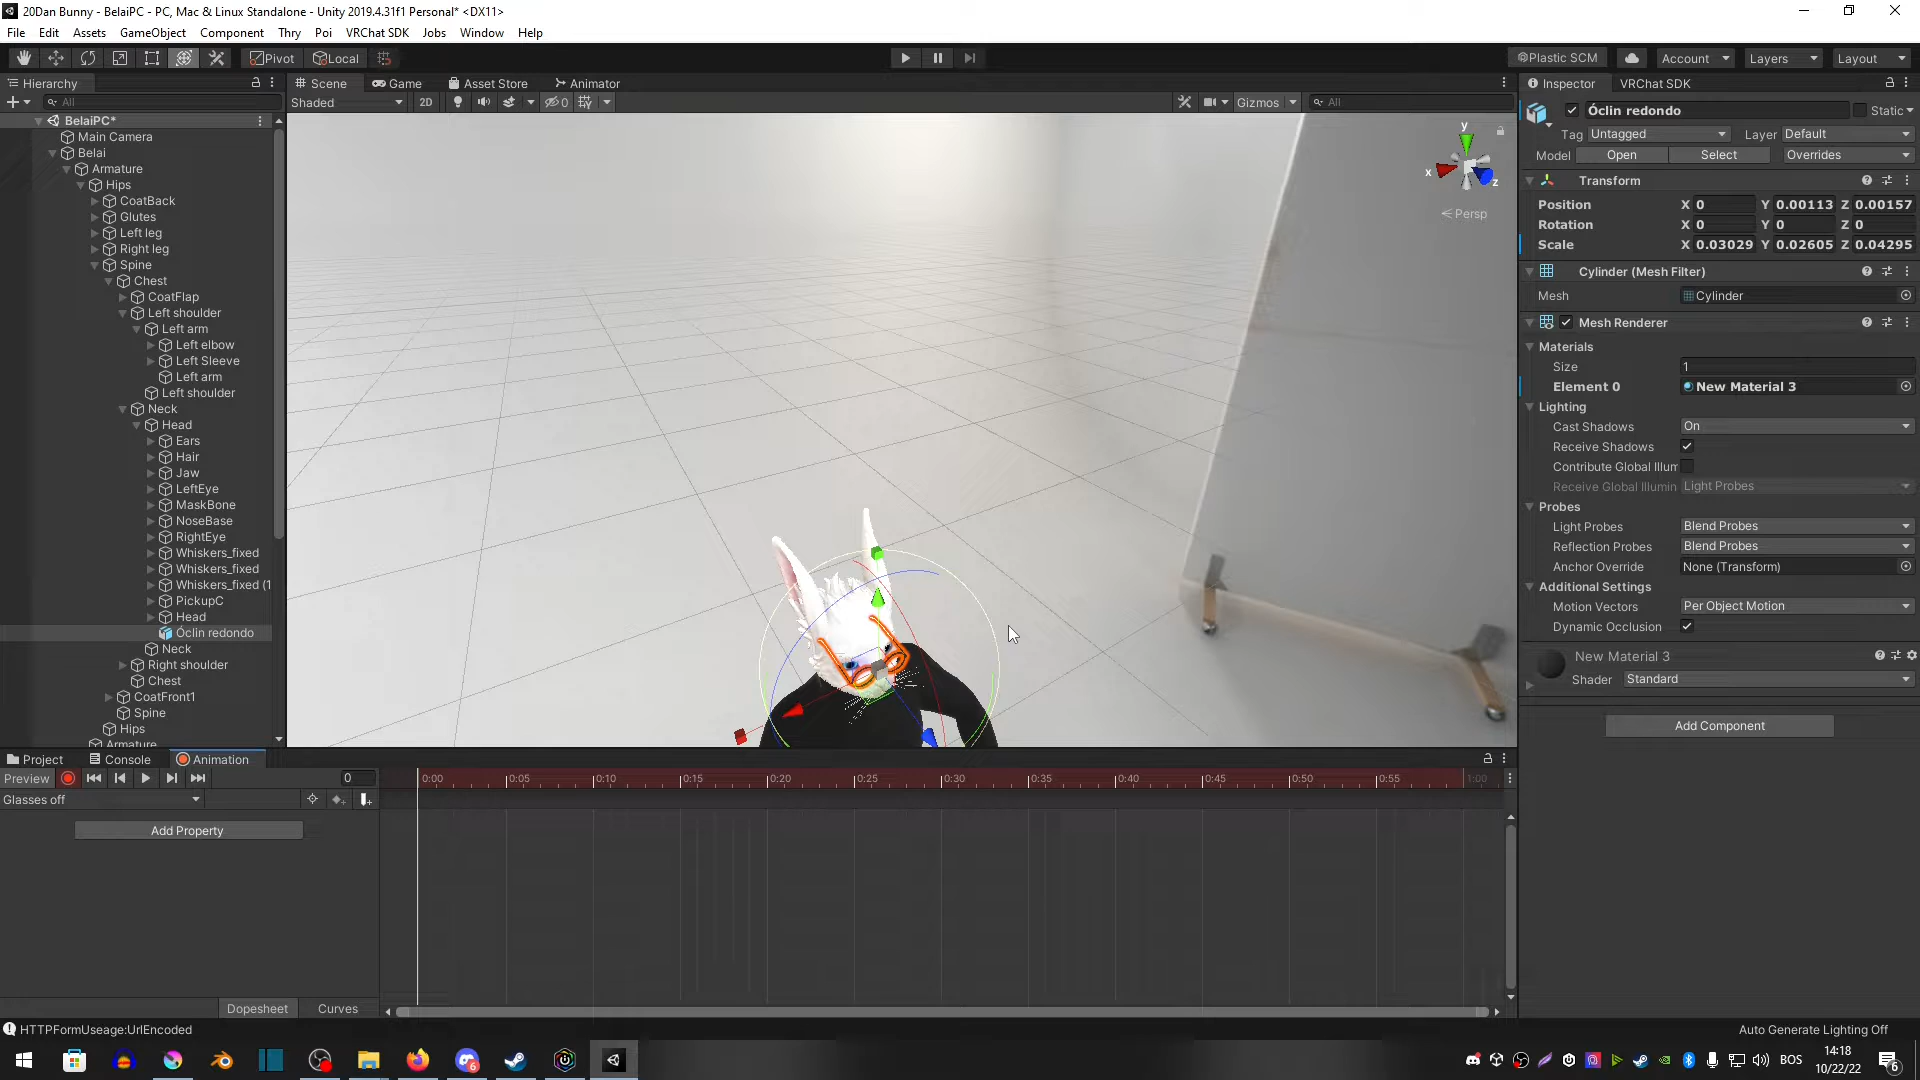 20Dan Bunny - BelaiPC - PC, Mac & Linux Standalone - Unity 2019.4.31f1 Personal* <DX11>
File Edit Assets GameObject Component Thry Poi VRChat SDK Jobs Window Help
Pivot Local Plastic SCM Account Layers Layout
Hierarchy
All
BelaiPC*
Main Camera
Belai
Armature
Hips
CoatBack
Glutes
Left leg
Right leg
Spine
Chest
CoatFlap
Left shoulder
Left arm
Left elbow
Left Sleeve
Left arm
Left shoulder
Neck
Head
Ears
Hair
Jaw
LeftEye
MaskBone
NoseBase
RightEye
Whiskers_fixed
Whiskers_fixed
Whiskers_fixed (1
PickupC
Head
Óclin redondo
Neck
Right shoulder
Chest
CoatFront1
Spine
Hips
Armature
Scene Game Asset Store Animator
Shaded 2D 0 Gizmos All
y
x
z
Persp
Inspector VRChat SDK
Óclin redondo Static
Tag Untagged Layer Default
Model Open Select Overrides
Transform
Position X 0 Y 0.00113 Z 0.00157
Rotation X 0 Y 0 Z 0
Scale X 0.03029 Y 0.02605 Z 0.04295
Cylinder (Mesh Filter)
Mesh Cylinder
Mesh Renderer
Materials
Size 1
Element 0 New Material 3
Lighting
Cast Shadows On
Receive Shadows
Contribute Global Illum
Receive Global Illumin Light Probes
Probes
Light Probes Blend Probes
Reflection Probes Blend Probes
Anchor Override None (Transform)
Additional Settings
Motion Vectors Per Object Motion
Dynamic Occlusion
New Material 3
Shader Standard
Add Component
Project Console Animation
Preview 0 0:00 0:05 0:10 0:15 0:20 0:25 0:30 0:35 0:40 0:45 0:50 0:55 1:00
Glasses off
Add Property
Dopesheet Curves
HTTPFormUseage:UrlEncoded Auto Generate Lighting Off
6
BOS
14:18
10/22/22
6